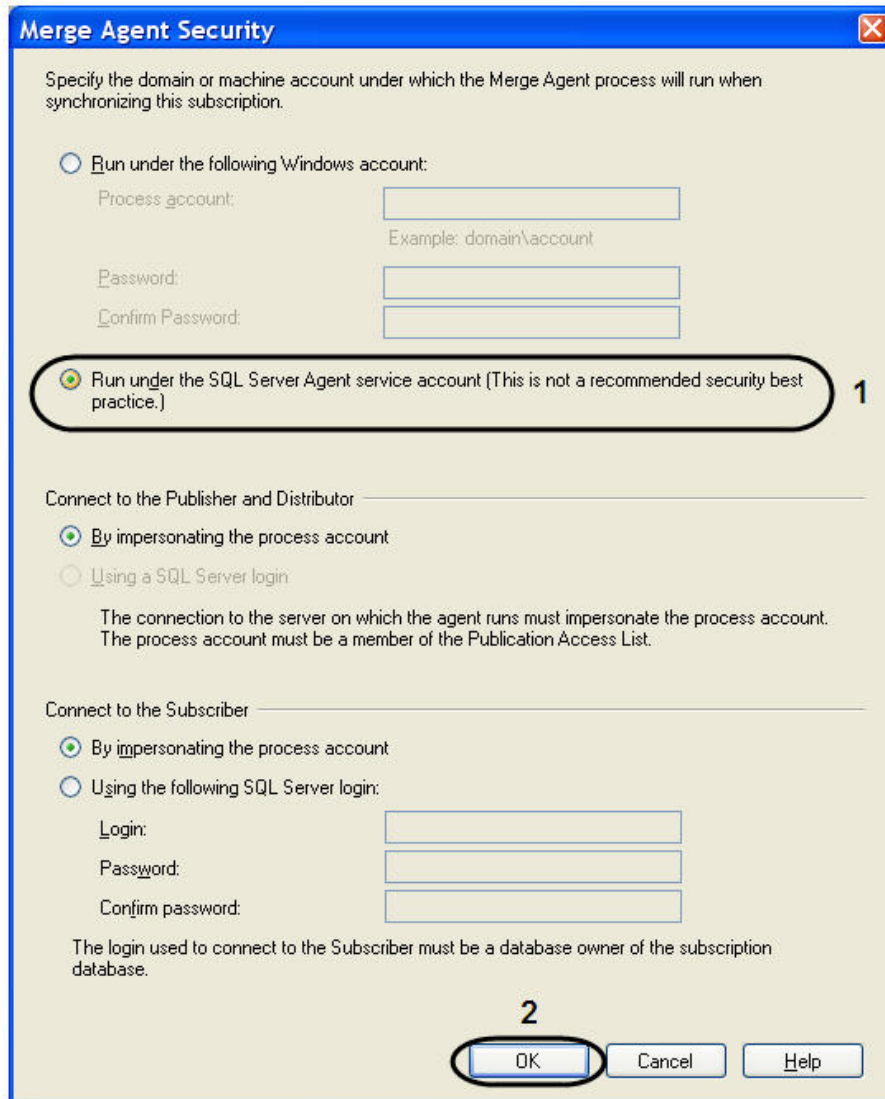 Merge Agent Security
Specify the domain or machine account under which the Merge Agent process will run when
synchronizing this subscription.
Run under the following Windows account:
Process account:
Example: domain\account
Password:
Confirm Password:
Run under the SQL Server Agent service account (This is not a recommended security best
practice.)
1
Connect to the Publisher and Distributor
By impersonating the process account
Using a SQL Server login
The connection to the server on which the agent runs must impersonate the process account.
The process account must be a member of the Publication Access List.
Connect to the Subscriber
By impersonating the process account
Using the following SQL Server login:
Login:
Password:
Confirm password:
The login used to connect to the Subscriber must be a database owner of the subscription
database.
2
OK Cancel Help